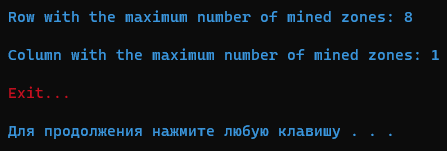 Row with the maximum number of mined zones: 8
Column with the maximum number of mined zones: 1
Exit...
Для продолжения нажмите любую клавишу . . .